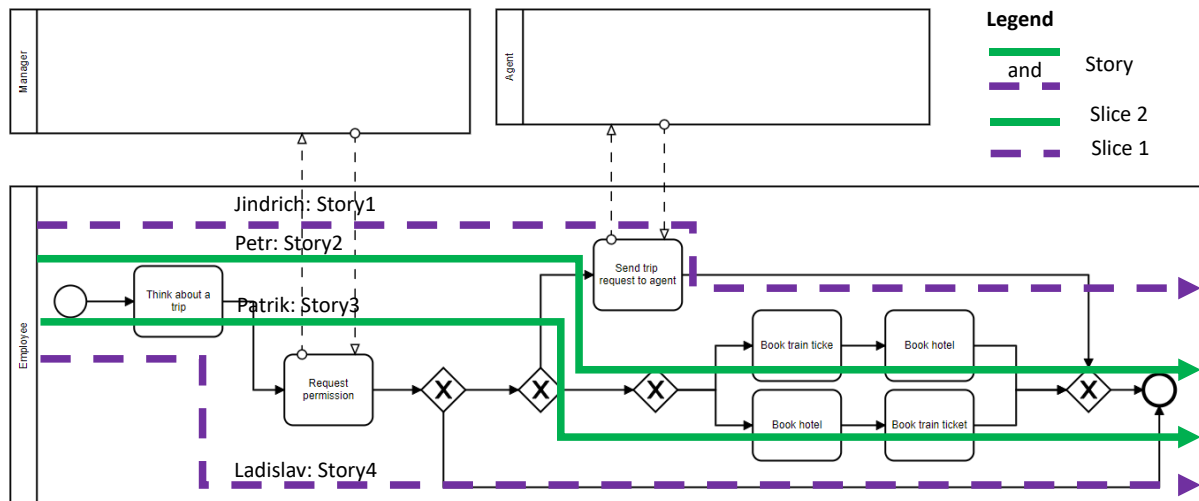 Manager
Agent
Legend
and
Story
Slice 2
Slice 1
Employee
Jindrich: Story1
Petr: Story2
Send trip
request to agent
Think about a
trip
Patrik: Story3
Book train ticke
Book hotel
Request
permission
X
X
X
X
Book hotel
Book train ticket
Ladislav: Story4